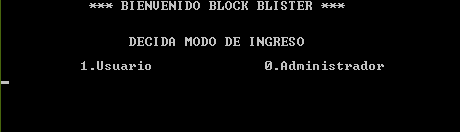 *** BIENVENIDO BLOCK BLISTER ***
DECIDA MODO DE INGRESO
1.Usuario 0.Administrador